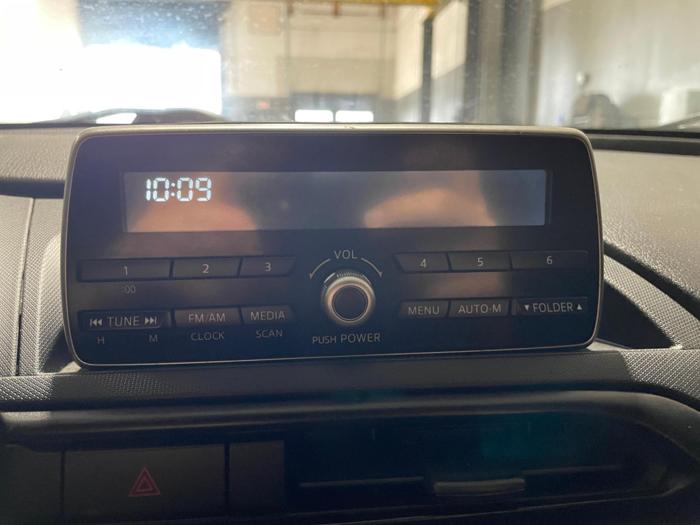 10:09
VOL
1 2 3 4 5 6
:00
⏮ TUNE ⏭ FM/AM MEDIA MENU AUTO-M ▼ FOLDER ▲
H M CLOCK SCAN PUSH POWER